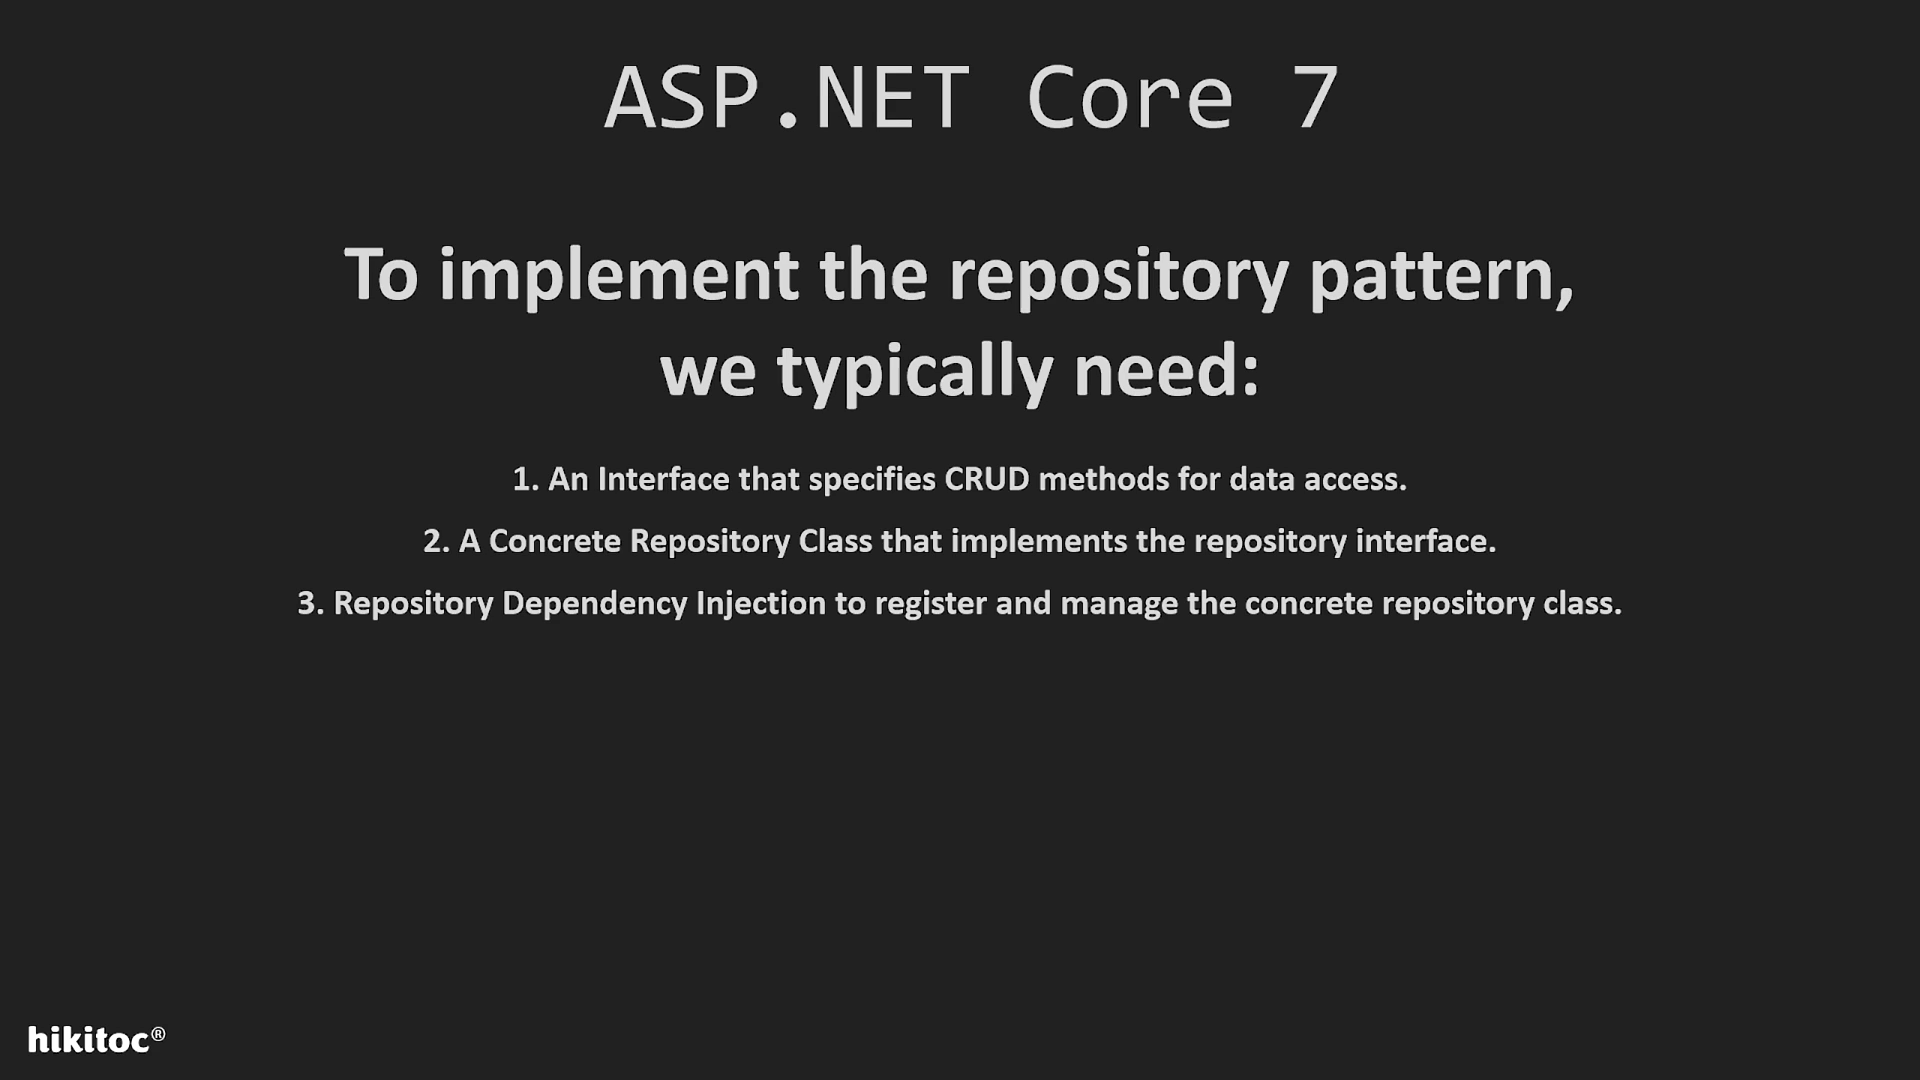 ASP.NET Core 7
To implement the repository pattern,
we typically need:
1. An Interface that specifies CRUD methods for data access.
2. A Concrete Repository Class that implements the repository interface.
3. Repository Dependency Injection to register and manage the concrete repository class.
hikitoc®